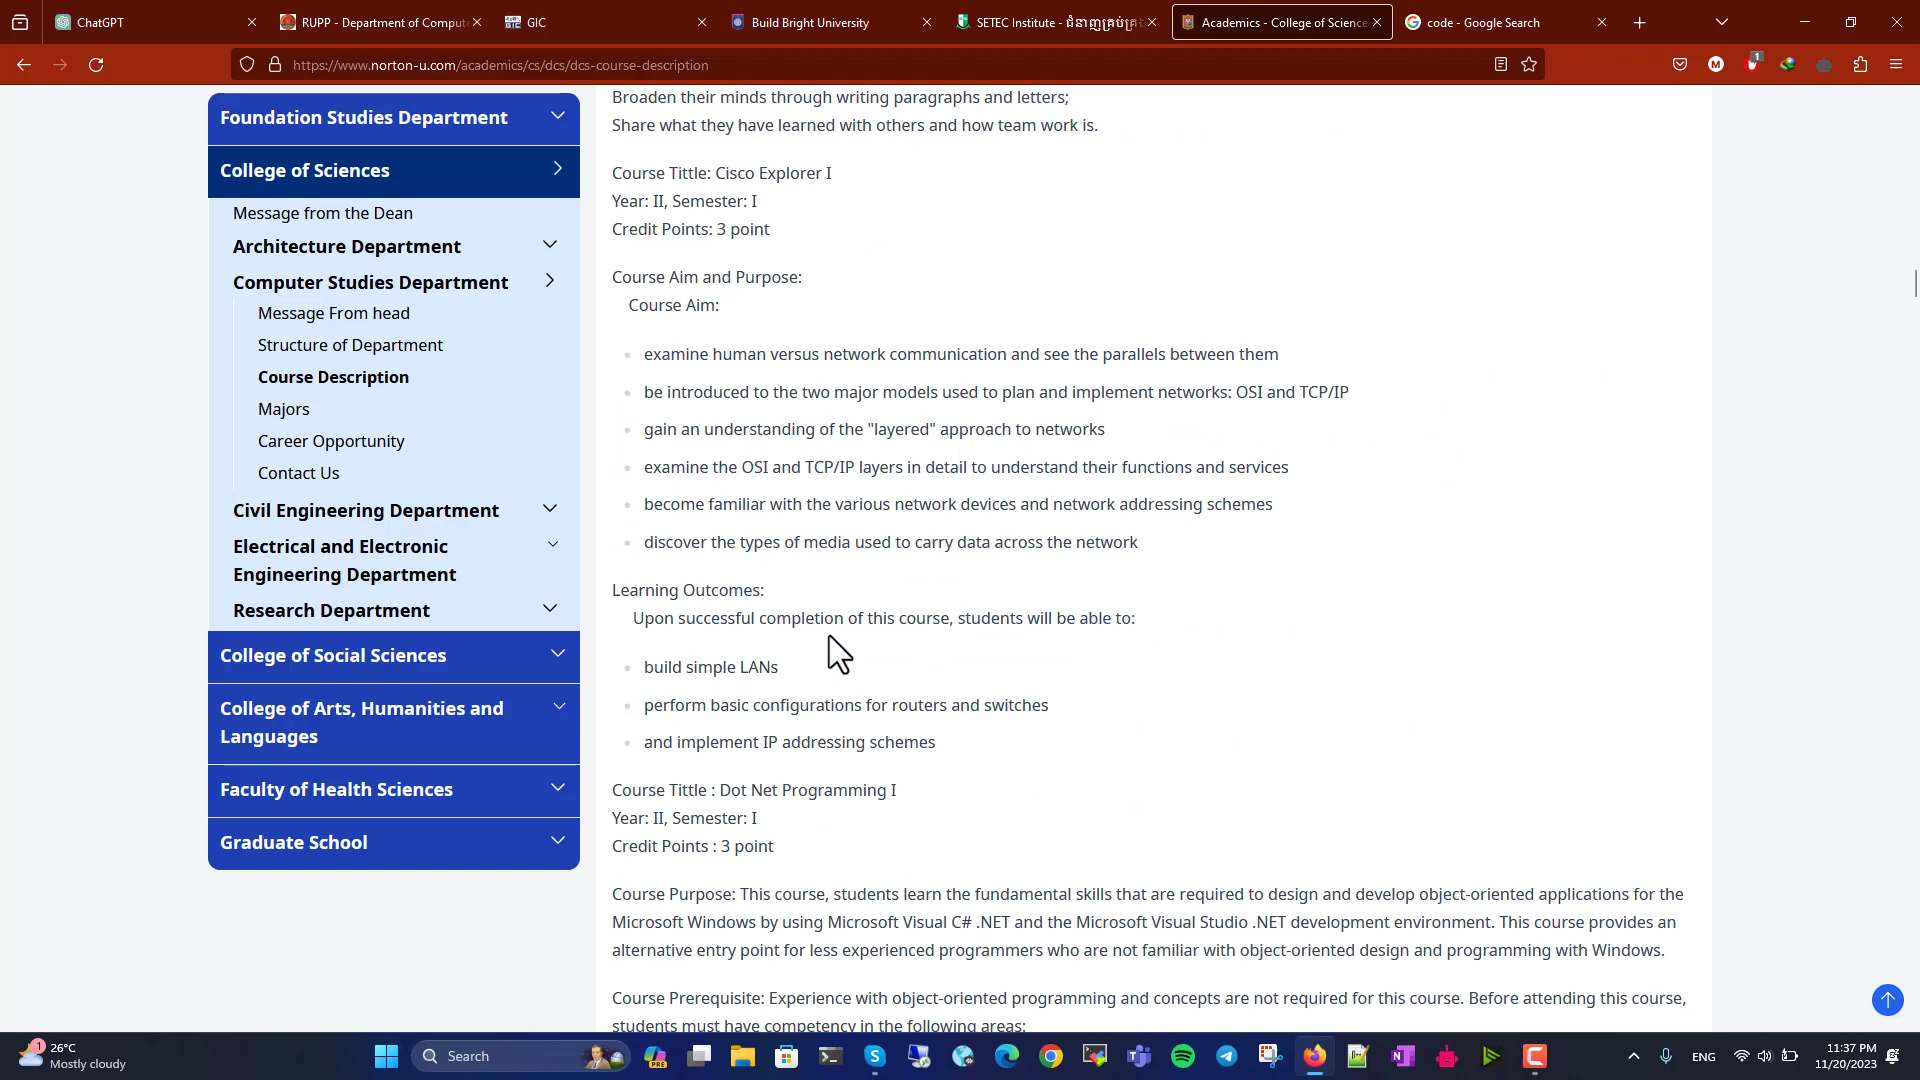 ChatGPT
RUPP - Department of Comput
GIC
Build Bright University
SETEC Institute - ជំនាញគ្រប់គ្រ
Academics - College of Science
code - Google Search
https://www.norton-u.com/academics/cs/dcs/dcs-course-description
1
Foundation Studies Department
College of Sciences
Message from the Dean
Architecture Department
Computer Studies Department
Message From head
Structure of Department
Course Description
Majors
Career Opportunity
Contact Us
Civil Engineering Department
Electrical and Electronic
Engineering Department
Research Department
College of Social Sciences
College of Arts, Humanities and
Languages
Faculty of Health Sciences
Graduate School
Broaden their minds through writing paragraphs and letters;
Share what they have learned with others and how team work is.
Course Tittle: Cisco Explorer I
Year: II, Semester: I
Credit Points: 3 point
Course Aim and Purpose:
Course Aim:
examine human versus network communication and see the parallels between them
be introduced to the two major models used to plan and implement networks: OSI and TCP/IP
gain an understanding of the "layered" approach to networks
examine the OSI and TCP/IP layers in detail to understand their functions and services
become familiar with the various network devices and network addressing schemes
discover the types of media used to carry data across the network
Learning Outcomes:
Upon successful completion of this course, students will be able to:
build simple LANs
perform basic configurations for routers and switches
and implement IP addressing schemes
Course Tittle : Dot Net Programming I
Year: II, Semester: I
Credit Points : 3 point
Course Purpose: This course, students learn the fundamental skills that are required to design and develop object-oriented applications for the
Microsoft Windows by using Microsoft Visual C# .NET and the Microsoft Visual Studio .NET development environment. This course provides an
alternative entry point for less experienced programmers who are not familiar with object-oriented design and programming with Windows.
Course Prerequisite: Experience with object-oriented programming and concepts are not required for this course. Before attending this course,
students must have competency in the following areas:
1
26°C
Mostly cloudy
Search
PRE
ENG
11:37 PM
11/20/2023